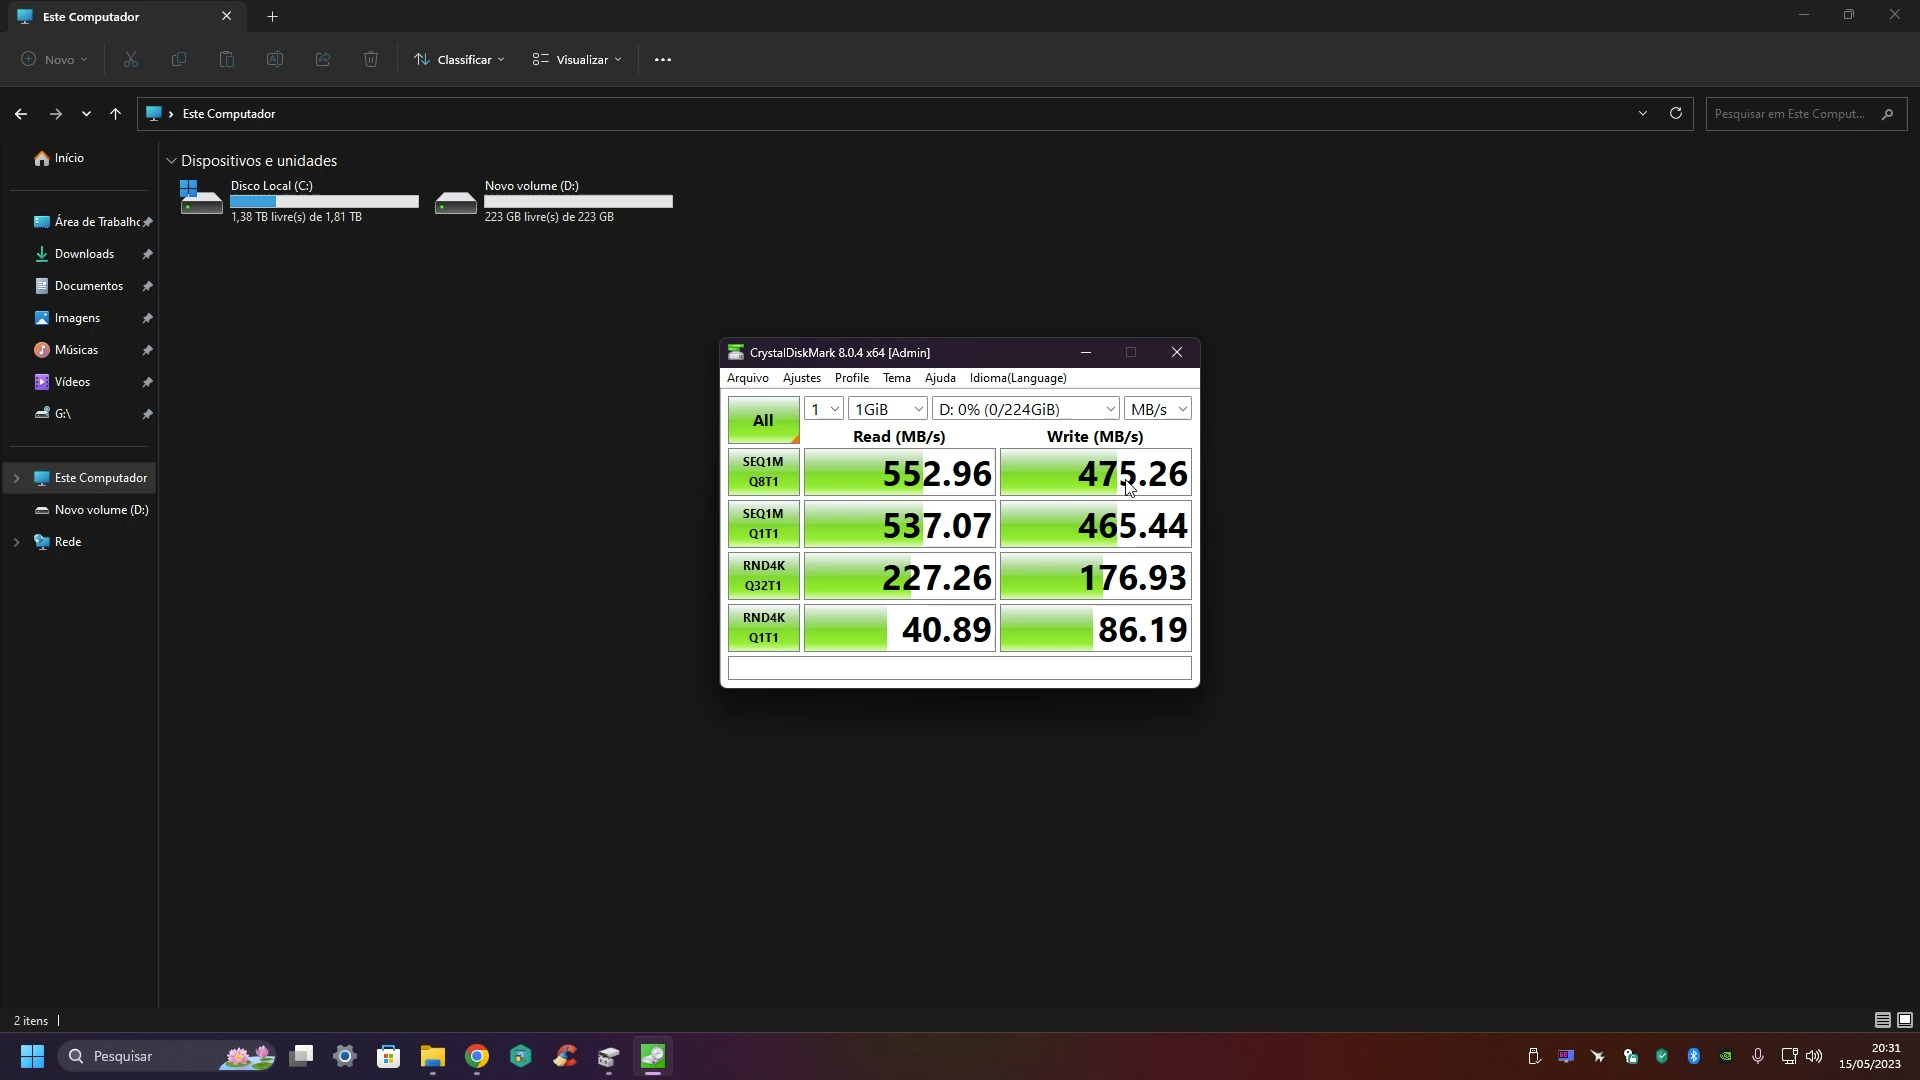 Este Computador
Novo
Classificar
Visualizar
Este Computador
Pesquisar em Este Comput...
Início
Área de Trabalho
Downloads
Documentos
Imagens
Músicas
Vídeos
G:\
Este Computador
Novo volume (D:)
Rede
Dispositivos e unidades
Disco Local (C:)
1,38 TB livre(s) de 1,81 TB
Novo volume (D:)
223 GB livre(s) de 223 GB
CrystalDiskMark 8.0.4 x64 [Admin]
Arquivo Ajustes Profile Tema Ajuda Idioma(Language)
All
1 1GiB D: 0% (0/224GiB) MB/s
Read (MB/s) Write (MB/s)
SEQ1M
Q8T1
552.96 475.26
SEQ1M
Q1T1
537.07 465.44
RND4K
Q32T1
227.26 176.93
RND4K
Q1T1
40.89 86.19
2 itens
Pesquisar
60
20:31
15/05/2023